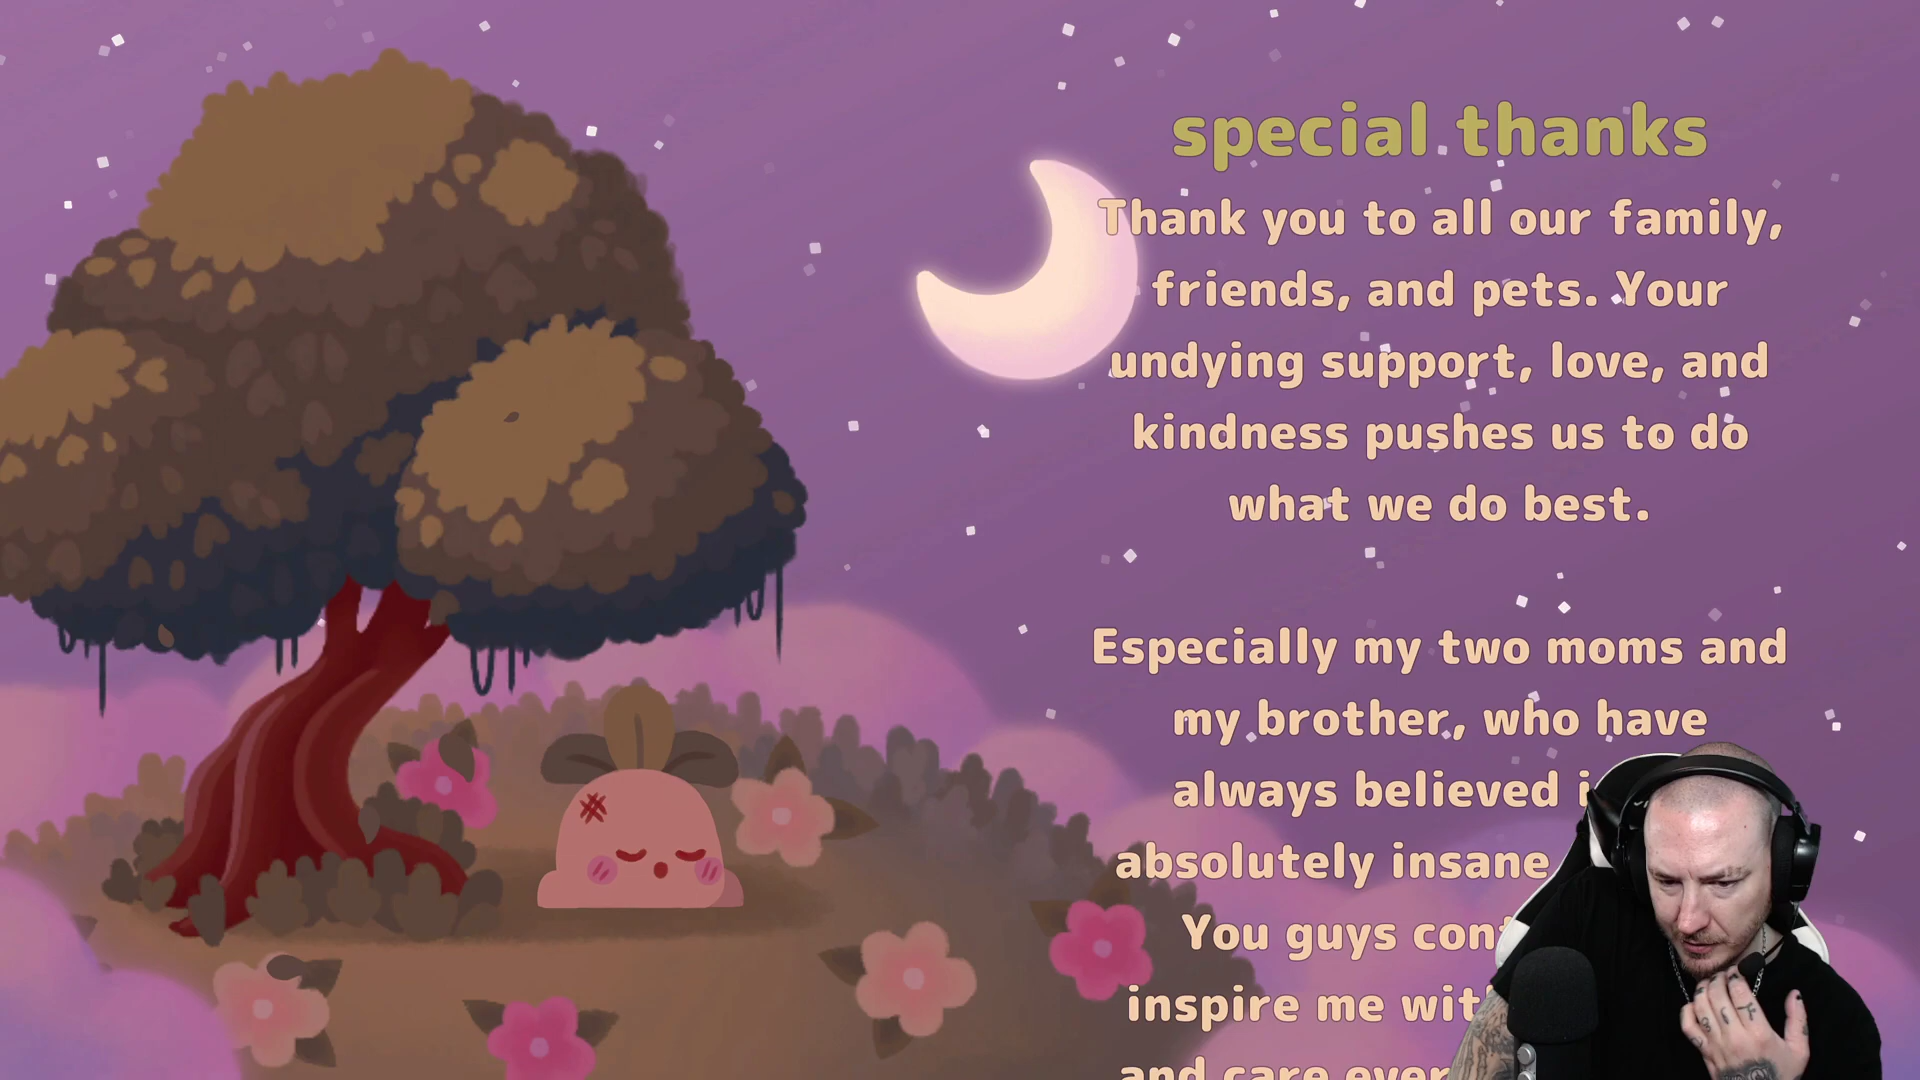 special thanks
Thank you to all our family,
friends, and pets. Your
undying support, love, and
kindness pushes us to do
what we do best.
Especially my two moms and
my brother, who have
always believed
absolutely insane
You guys
inspire me
and care